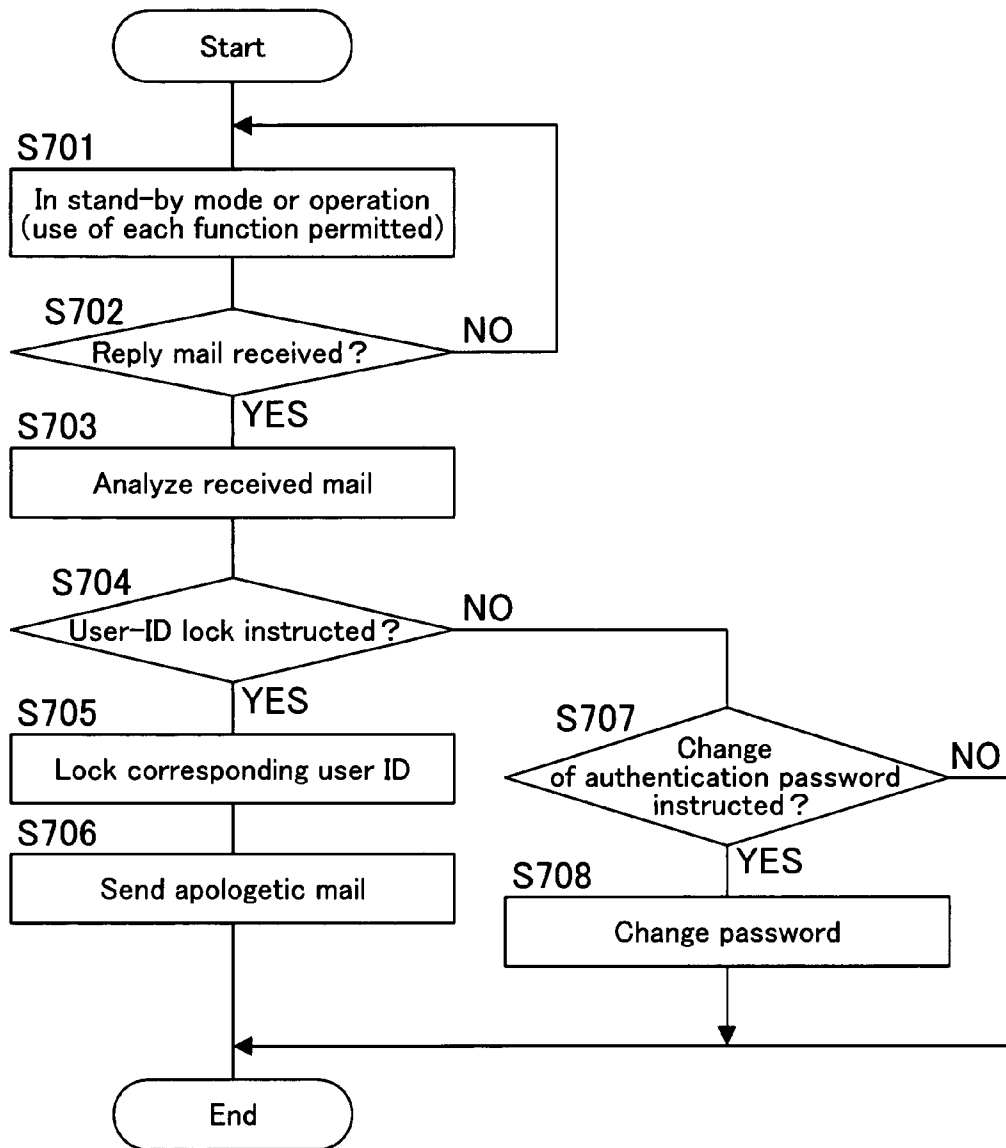 Start
S701
In stand-by mode or operation
(use of each function permitted)
S702
Reply mail received?
NO
YES
S703
Analyze received mail
S704
User-ID lock instructed?
NO
YES
S705
Lock corresponding user ID
S706
Send apologetic mail
S707
Change
of authentication password
instructed?
NO
YES
S708
Change password
End